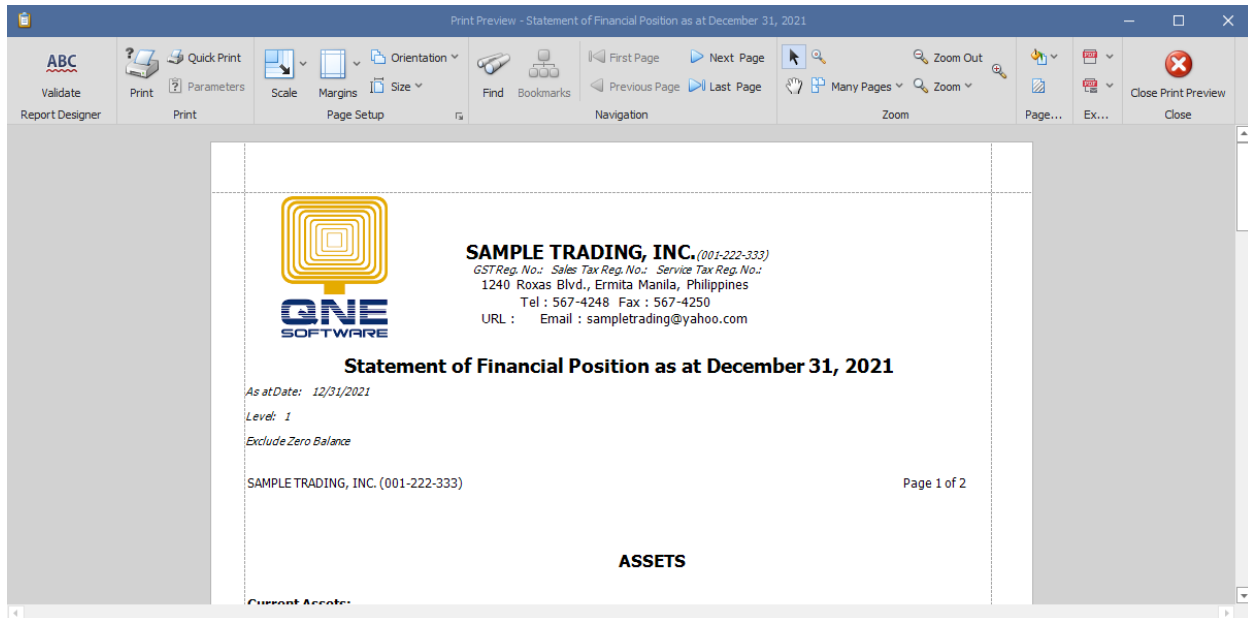 Print Preview - Statement of Financial Position as at December 31, 2021
ABC
Validate
Report Designer
Print
Quick Print
Parameters
Print
Scale
Margins
Orientation
Size
Page Setup
Find
Bookmarks
First Page
Previous Page
Next Page
Last Page
Navigation
Many Pages
Zoom Out
Zoom
Zoom
Page...
PDF
PDF
Ex...
Close Print Preview
Close
QNE
SOFTWARE
SAMPLE TRADING, INC.(001-222-333)
GST Reg. No.: Sales Tax Reg. No.: Service Tax Reg. No.:
1240 Roxas Blvd., Ermita Manila, Philippines
Tel : 567-4248 Fax : 567-4250
URL : Email : sampletrading@yahoo.com
Statement of Financial Position as at December 31, 2021
As at Date: 12/31/2021
Level: 1
Exclude Zero Balance
SAMPLE TRADING, INC. (001-222-333) Page 1 of 2
ASSETS
Current Assets: